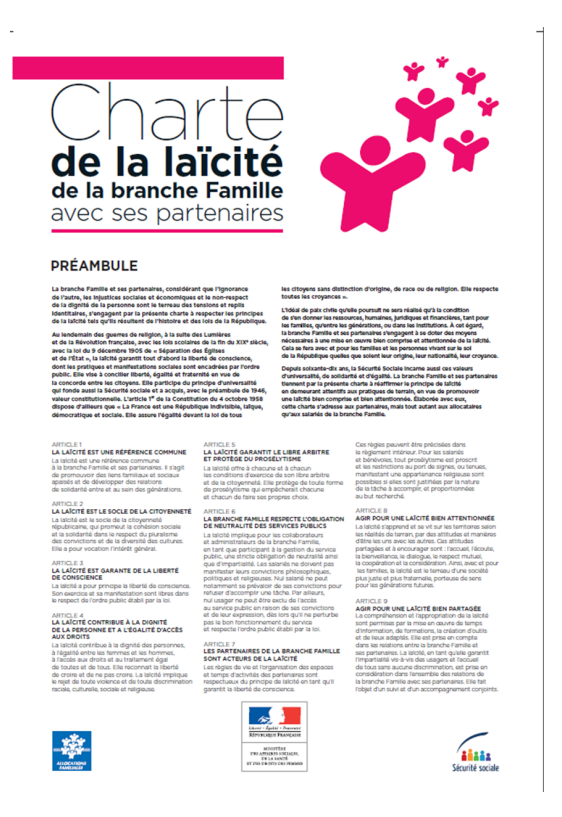 Charte
de la laïcité
de la branche Famille
avec ses partenaires
PRÉAMBULE
La branche Famille et ses partenaires, considérant que l'ignorance
de l'autre, les injustices sociales et économiques et le non-respect
de la dignité de la personne sont le terreau des tensions et replis
identitaires, s'engagent par la présente charte à respecter les principes
de la laïcité tels qu'ils résultent de l'histoire et des lois de la République.
Au lendemain des guerres de religion, à la suite des Lumières
et de la Révolution française, avec les lois scolaires de la fin du XIXe siècle,
avec la loi du 9 décembre 1905 de « Séparation des Églises
et de l'État », la laïcité garantit tout d'abord la liberté de conscience,
dont les pratiques et manifestations sociales sont encadrées par l'ordre
public. Elle vise à concilier liberté, égalité et fraternité en vue de
la concorde entre les citoyens. Elle participe du principe d'universalité
qui fonde aussi la Sécurité sociale et a acquis, avec le préambule de 1946,
valeur constitutionnelle. L'article 1er de la Constitution du 4 octobre 1958
dispose d'ailleurs que « La France est une République indivisible, laïque,
démocratique et sociale. Elle assure l'égalité devant la loi de tous
les citoyens sans distinction d'origine, de race ou de religion. Elle respecte
toutes les croyances ».
L'idéal de paix civile qu'elle poursuit ne sera réalisé qu'à la condition
de s'en donner les ressources, humaines, juridiques et financières, tant pour
les familles, qu'entre les générations, ou dans les institutions. À cet égard,
la branche Famille et ses partenaires s'engagent à se doter des moyens
nécessaires à une mise en œuvre bien comprise et attentionnée de la laïcité.
Cela se fera avec et pour les familles et les personnes vivant sur le sol
de la République quelles que soient leur origine, leur nationalité, leur croyance.
Depuis soixante-dix ans, la Sécurité Sociale incarne aussi ces valeurs
d'universalité, de solidarité et d'égalité. La branche Famille et ses partenaires
tiennent par la présente charte à réaffirmer le principe de laïcité
en demeurant attentifs aux pratiques de terrain, en vue de promouvoir
une laïcité bien comprise et bien attentionnée. Élaborée avec eux,
cette charte s'adresse aux partenaires, mais tout autant aux allocataires
qu'aux salariés de la branche Famille.
ARTICLE 1
LA LAÏCITÉ EST UNE RÉFÉRENCE COMMUNE
La laïcité est une référence commune
à la branche Famille et ses partenaires. Il s'agit
de promouvoir des liens familiaux et sociaux
apaisés et de développer des relations
de solidarité entre et au sein des générations.
ARTICLE 2
LA LAÏCITÉ EST LE SOCLE DE LA CITOYENNETÉ
La laïcité est le socle de la citoyenneté
républicaine, qui promeut la cohésion sociale
et la solidarité dans le respect du pluralisme
des convictions et de la diversité des cultures.
Elle a pour vocation l'intérêt général.
ARTICLE 3
LA LAÏCITÉ EST GARANTE DE LA LIBERTÉ
DE CONSCIENCE
La laïcité a pour principe la liberté de conscience.
Son exercice et sa manifestation sont libres dans
le respect de l'ordre public établi par la loi.
ARTICLE 4
LA LAÏCITÉ CONTRIBUE À LA DIGNITÉ
DE LA PERSONNE ET À L'ÉGALITÉ D'ACCÈS
AUX DROITS
La laïcité contribue à la dignité des personnes,
à l'égalité entre les femmes et les hommes,
à l'accès aux droits et au traitement égal
de toutes et de tous. Elle reconnaît la liberté
de croire et de ne pas croire. La laïcité implique
le rejet de toute violence et de toute discrimination
raciale, culturelle, sociale et religieuse.
ARTICLE 5
LA LAÏCITÉ GARANTIT LE LIBRE ARBITRE
ET PROTÈGE DU PROSÉLYTISME
La laïcité offre à chacune et à chacun
les conditions d'exercice de son libre arbitre
et de la citoyenneté. Elle protège de toute forme
de prosélytisme qui empêcherait chacune
et chacun de faire ses propres choix.
ARTICLE 6
LA BRANCHE FAMILLE RESPECTE L'OBLIGATION
DE NEUTRALITÉ DES SERVICES PUBLICS
La laïcité implique pour les collaborateurs
et administrateurs de la branche Famille,
en tant que participant à la gestion du service
public, une stricte obligation de neutralité ainsi
que d'impartialité. Les salariés ne doivent pas
manifester leurs convictions philosophiques,
politiques et religieuses. Nul salarié ne peut
notamment se prévaloir de ses convictions pour
refuser d'accomplir une tâche. Par ailleurs,
nul usager ne peut être exclu de l'accès
au service public en raison de ses convictions
et de leur expression, dès lors qu'il ne perturbe
pas le bon fonctionnement du service
et respecte l'ordre public établi par la loi.
ARTICLE 7
LES PARTENAIRES DE LA BRANCHE FAMILLE
SONT ACTEURS DE LA LAÏCITÉ
Les règles de vie et l'organisation des espaces
et temps d'activités des partenaires sont
respectueux du principe de laïcité en tant qu'il
garantit la liberté de conscience.
Ces règles peuvent être précisées dans
le règlement intérieur. Pour les salariés
et bénévoles, tout prosélytisme est proscrit
et les restrictions au port de signes, ou tenues,
manifestant une appartenance religieuse sont
possibles si elles sont justifiées par la nature
de la tâche à accomplir, et proportionnées
au but recherché.
ARTICLE 8
AGIR POUR UNE LAÏCITÉ BIEN ATTENTIONNÉE
La laïcité s'apprend et se vit sur les territoires selon
les réalités de terrain, par des attitudes et manières
d'être les uns avec les autres. Ces attitudes
partagées et à encourager sont : l'accueil, l'écoute,
la bienveillance, le dialogue, le respect mutuel,
la coopération et la considération. Ainsi, avec et pour
les familles, la laïcité est le terreau d'une société
plus juste et plus fraternelle, porteuse de sens
pour les générations futures.
ARTICLE 9
AGIR POUR UNE LAÏCITÉ BIEN PARTAGÉE
La compréhension et l'appropriation de la laïcité
sont permises par la mise en œuvre de temps
d'information, de formations, la création d'outils
et de lieux adaptés. Elle est prise en compte
dans les relations entre la branche Famille et
ses partenaires. La laïcité, en tant qu'elle garantit
l'impartialité vis-à-vis des usagers et l'accueil
de tous sans aucune discrimination, est prise en
considération dans l'ensemble des relations de
la branche Famille avec ses partenaires. Elle fait
l'objet d'un suivi et d'un accompagnement conjoints.
ALLOCATIONS
FAMILIALES
Liberté • Égalité • Fraternité
RÉPUBLIQUE FRANÇAISE
MINISTÈRE
DES AFFAIRES SOCIALES,
DE LA SANTÉ
ET DES DROITS DES FEMMES
Sécurité sociale